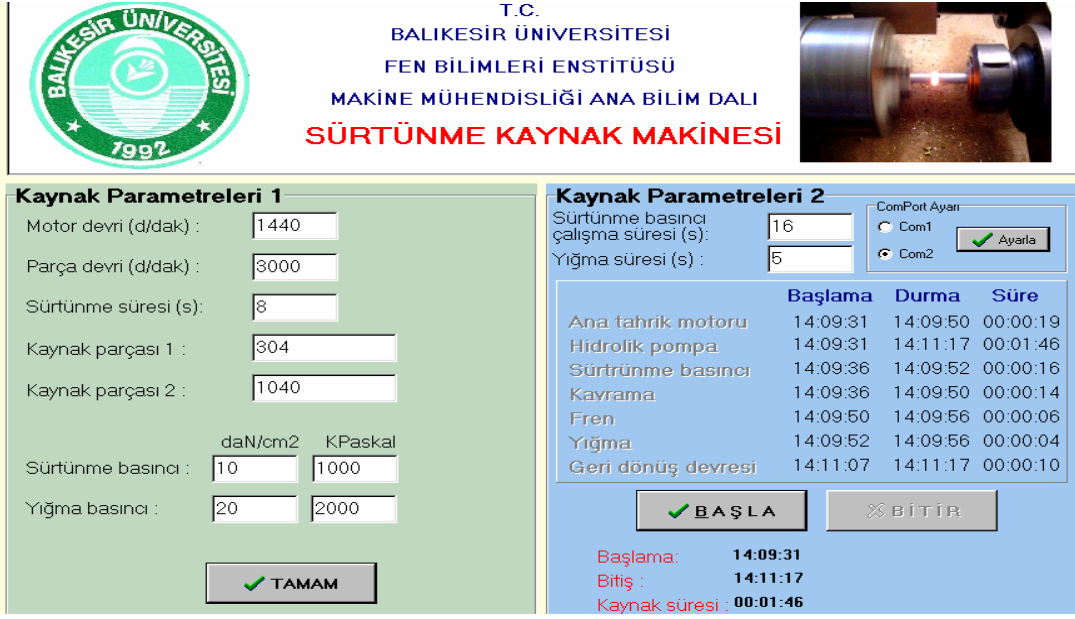 T.C.
BALIKESİR ÜNİVERSİTESİ
FEN BİLİMLERİ ENSTİTÜSÜ
MAKİNE MÜHENDİSLİĞİ ANA BİLİM DALI
SÜRTÜNME KAYNAK MAKİNESİ
BALIKESİR ÜNİVERSİTESİ
1992
Kaynak Parametreleri 1
Motor devri (d/dak) : 1440
Parça devri (d/dak) : 3000
Sürtünme süresi (s): 8
Kaynak parçası 1 : 304
Kaynak parçası 2 : 1040
daN/cm2 KPaskal
Sürtünme basıncı : 10 1000
Yığma basıncı : 20 2000
TAMAM
Kaynak Parametreleri 2
Sürtünme basıncı
çalışma süresi (s): 16
Yığma süresi (s) : 5
ComPort Ayarı
Com1
Com2
Ayarla
Başlama Durma Süre
Ana tahrik motoru 14:09:31 14:09:50 00:00:19
Hidrolik pompa 14:09:31 14:11:17 00:01:46
Sürtrünme basıncı 14:09:36 14:09:52 00:00:16
Kavrama 14:09:36 14:09:50 00:00:14
Fren 14:09:50 14:09:56 00:00:06
Yığma 14:09:52 14:09:56 00:00:04
Geri dönüş devresi 14:11:07 14:11:17 00:00:10
BAŞLA
BİTİR
Başlama: 14:09:31
Bitiş : 14:11:17
Kaynak süresi : 00:01:46